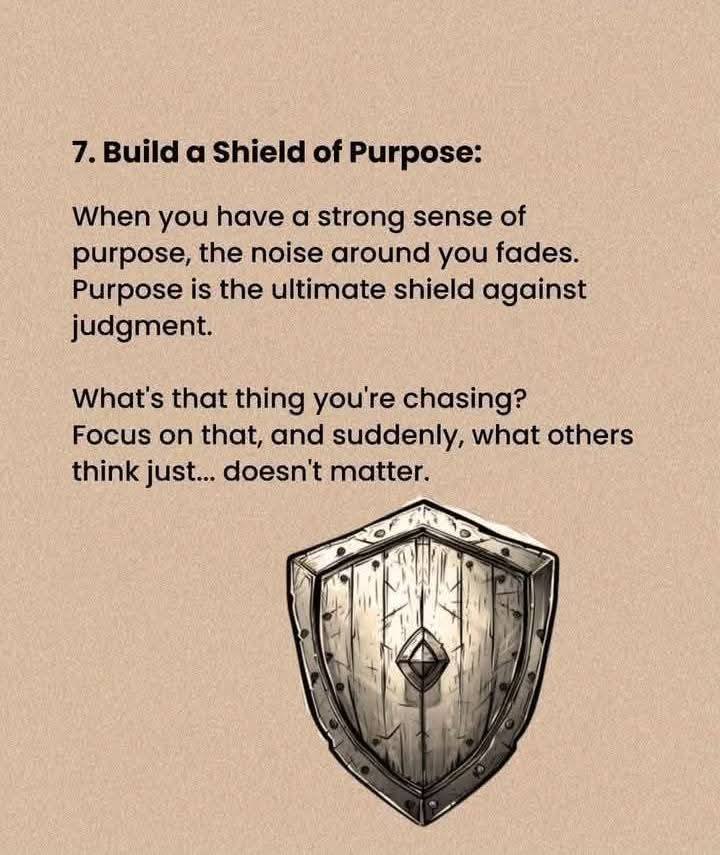 7. Build a Shield of Purpose:
When you have a strong sense of
purpose, the noise around you fades.
Purpose is the ultimate shield against
judgment.
What's that thing you're chasing?
Focus on that, and suddenly, what others
think just... doesn't matter.